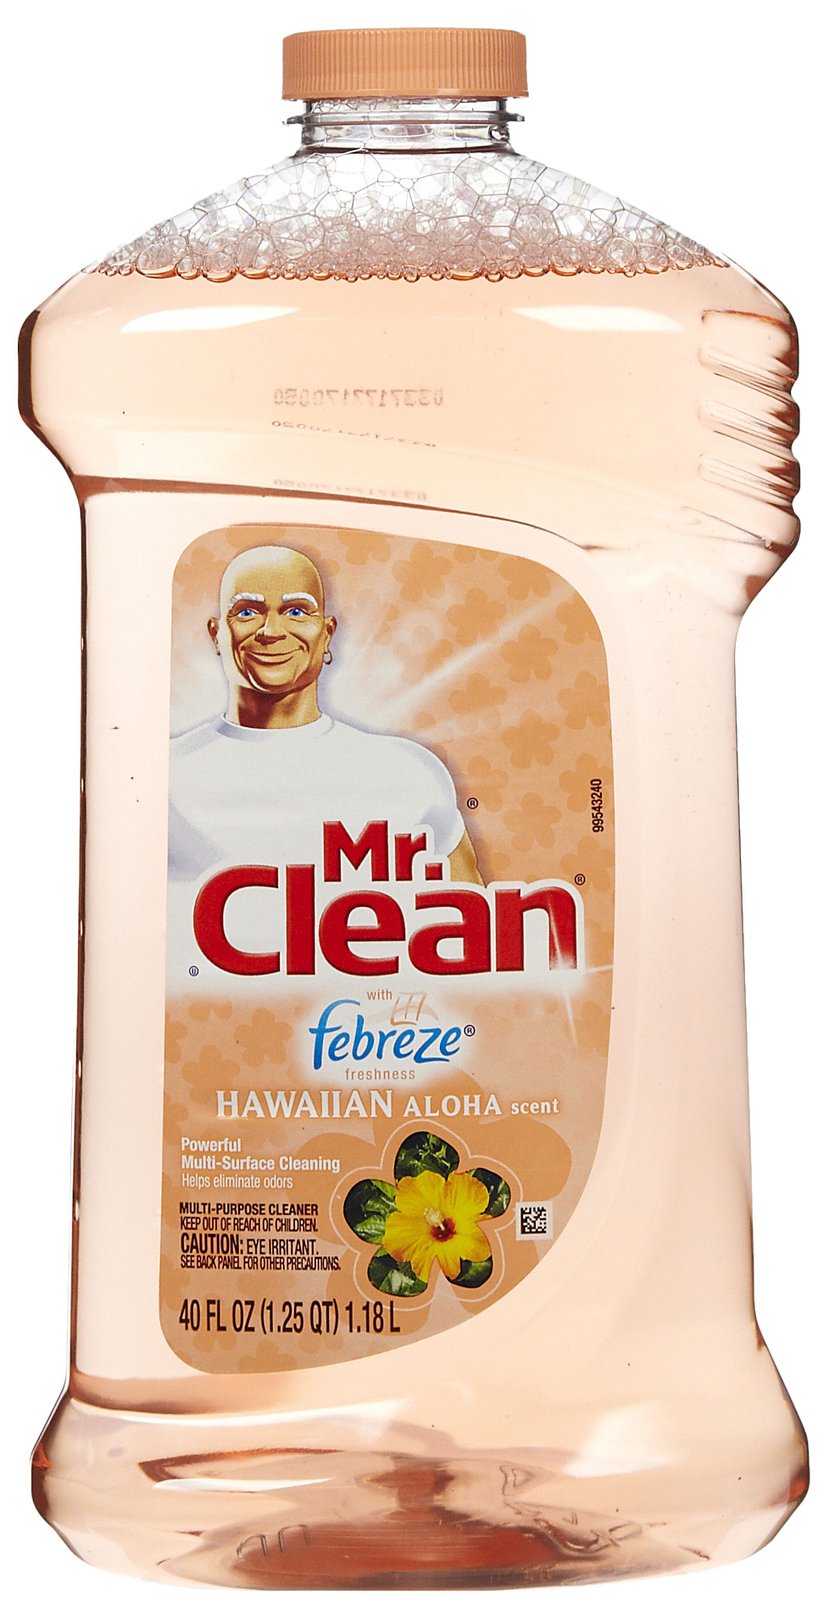 Mr.
Clean®
®
with
febreze®
freshness
HAWAIIAN ALOHA scent
Powerful
Multi-Surface Cleaning
Helps eliminate odors
MULTI-PURPOSE CLEANER
KEEP OUT OF REACH OF CHILDREN.
CAUTION: EYE IRRITANT.
SEE BACK PANEL FOR OTHER PRECAUTIONS.
40 FL OZ (1.25 QT) 1.18 L
99543240